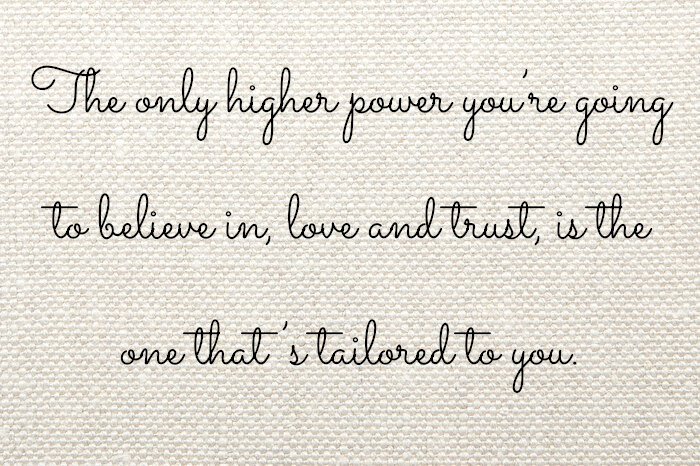 The only higher power you're going
to believe in, love and trust, is the
one that's tailored to you.